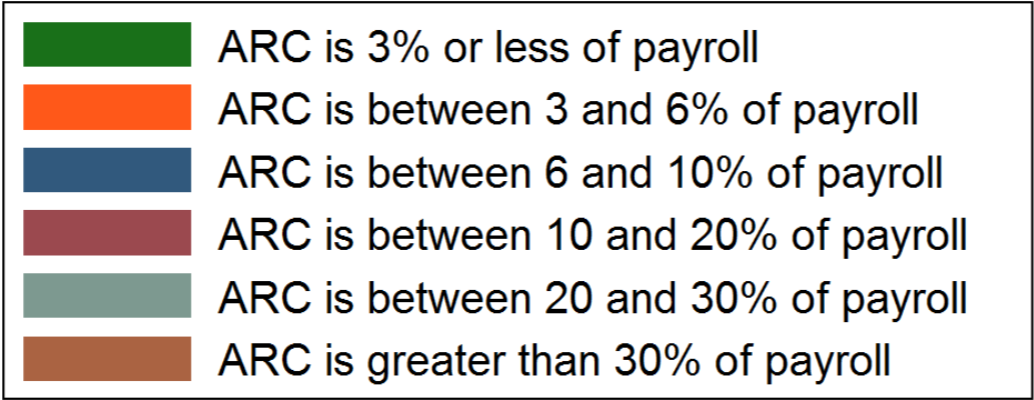 ARC is 3% or less of payroll
ARC is between 3 and 6% of payroll
ARC is between 6 and 10% of payroll
ARC is between 10 and 20% of payroll
ARC is between 20 and 30% of payroll
ARC is greater than 30% of payroll